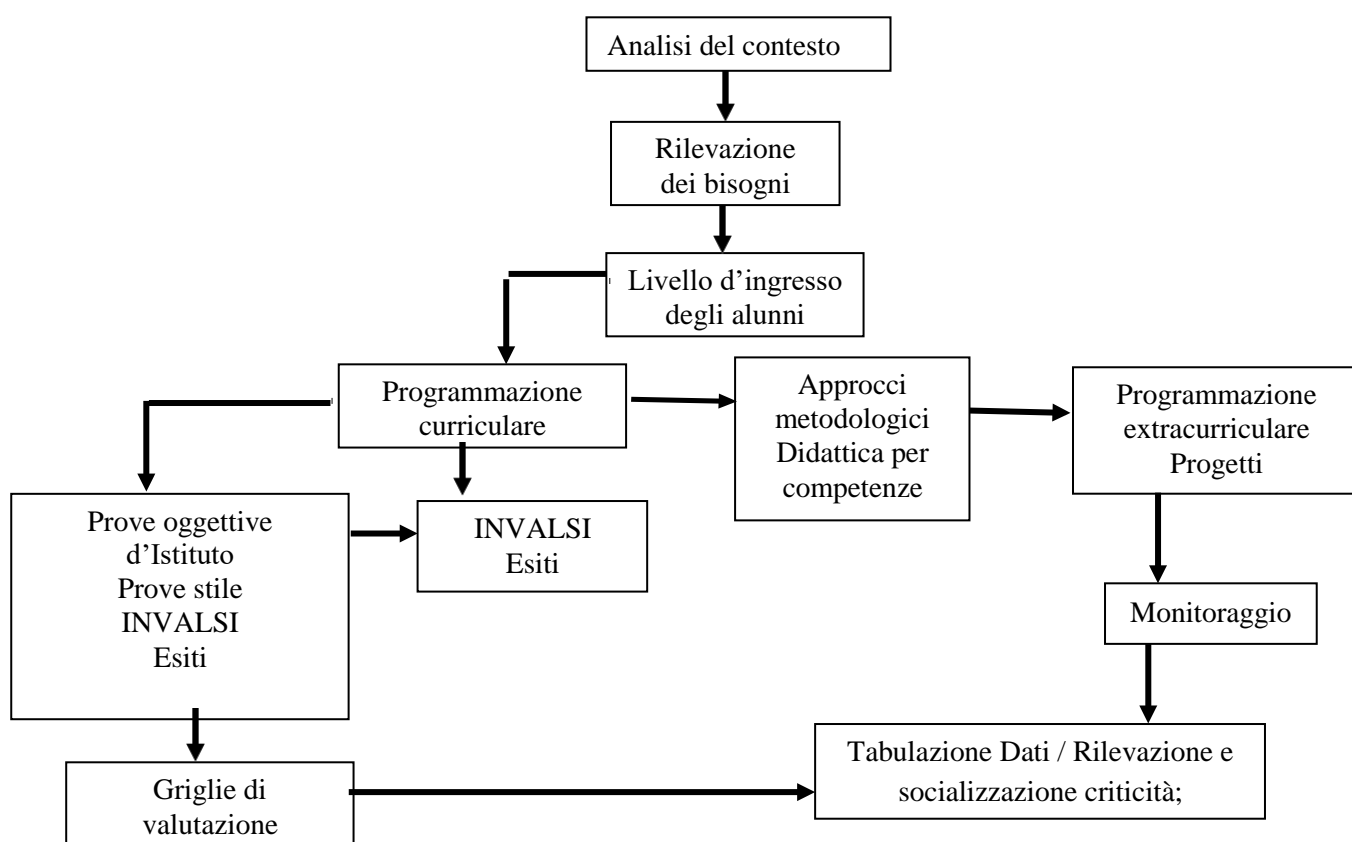 Analisi del contesto
Rilevazione
dei bisogni
Livello d’ingresso
degli alunni
Programmazione
curriculare
Approcci
metodologici
Didattica per
competenze
Programmazione
extracurriculare
Progetti
Prove oggettive
d’Istituto
Prove stile
INVALSI
Esiti
INVALSI
Esiti
Monitoraggio
Tabulazione Dati / Rilevazione e
socializzazione criticità;
Griglie di
valutazione